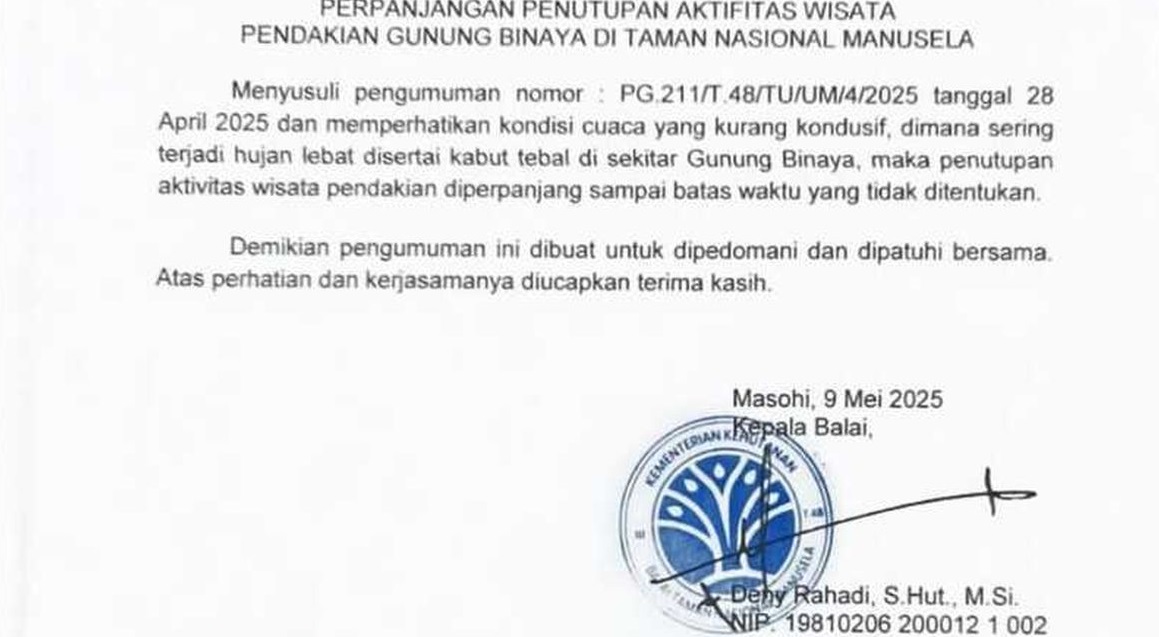 PERPANJANGAN PENUTUPAN AKTIFITAS WISATA
PENDAKIAN GUNUNG BINAYA DI TAMAN NASIONAL MANUSELA
Menyusuli pengumuman nomor : PG.211/T.48/TU/UM/4/2025 tanggal 28
April 2025 dan memperhatikan kondisi cuaca yang kurang kondusif, dimana sering
terjadi hujan lebat disertai kabut tebal di sekitar Gunung Binaya, maka penutupan
aktivitas wisata pendakian diperpanjang sampai batas waktu yang tidak ditentukan.
Demikian pengumuman ini dibuat untuk dipedomani dan dipatuhi bersama.
Atas perhatian dan kerjasamanya diucapkan terima kasih.
Masohi, 9 Mei 2025
Kepala Balai,
KEMENTERIAN KEHUTANAN
T.48
BALAI TAMAN NASIONAL MANUSELA
Deny Rahadi, S.Hut., M.Si.
NIP. 19810206 200012 1 002